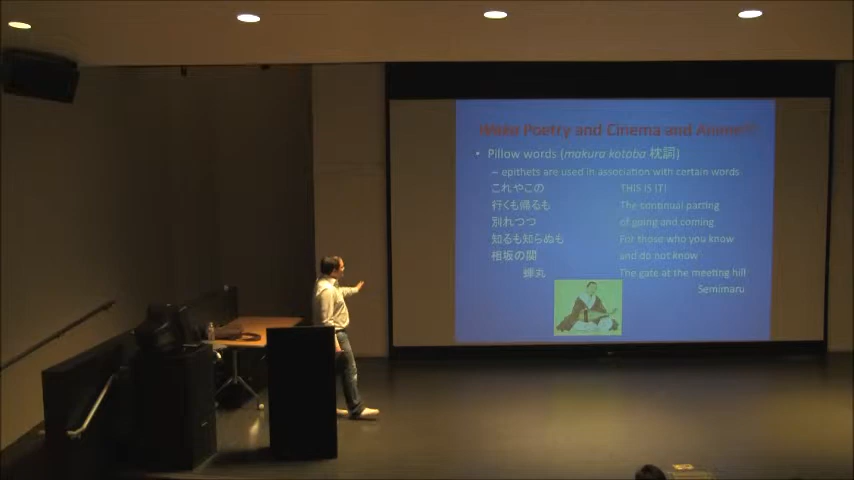 Waka Poetry and Cinema and Anime!!!
• Pillow words (makura kotoba 枕詞)
– epithets are used in association with certain words
これやこの
THIS IS IT!
行くも帰るも
The continual parting
別れつつ
of going and coming
知るも知らぬも
For those who you know
相坂の関
and do not know
蝉丸
The gate at the meeting hill
Semimaru